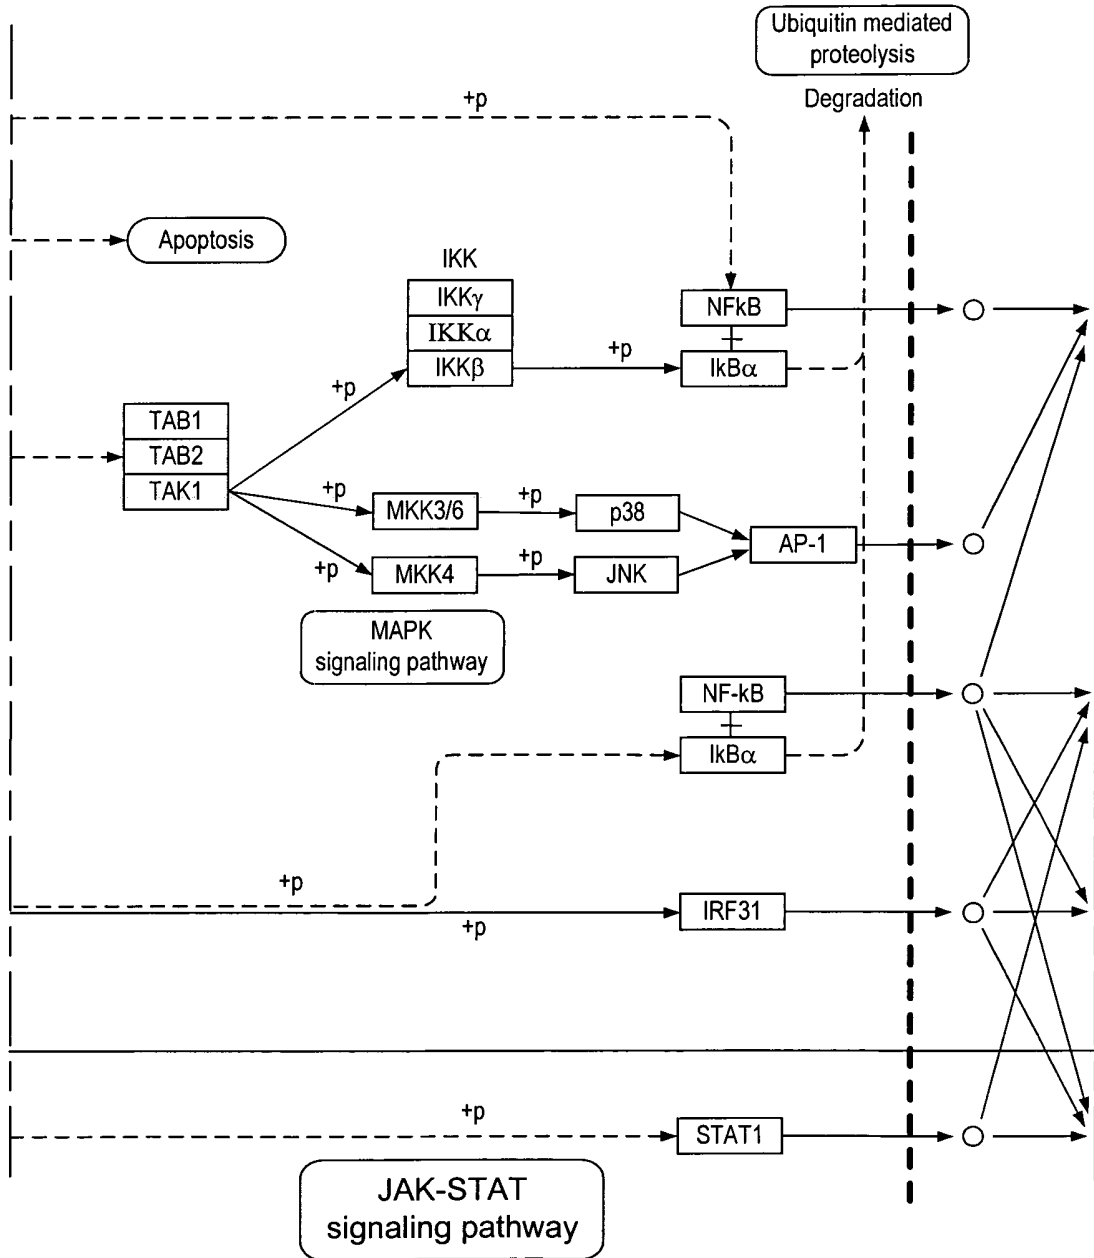 Ubiquitin mediated
proteolysis
+p
Degradation
Apoptosis
IKK
IKKγ
IKKα
IKKβ
NFkB
+p
IkBα
+p
TAB1
TAB2
TAK1
+p
MKK3/6
+p
p38
AP-1
+p
MKK4
+p
JNK
MAPK
signaling pathway
NF-kB
IkBα
+p
+p
IRF31
+p
STAT1
JAK-STAT
signaling pathway